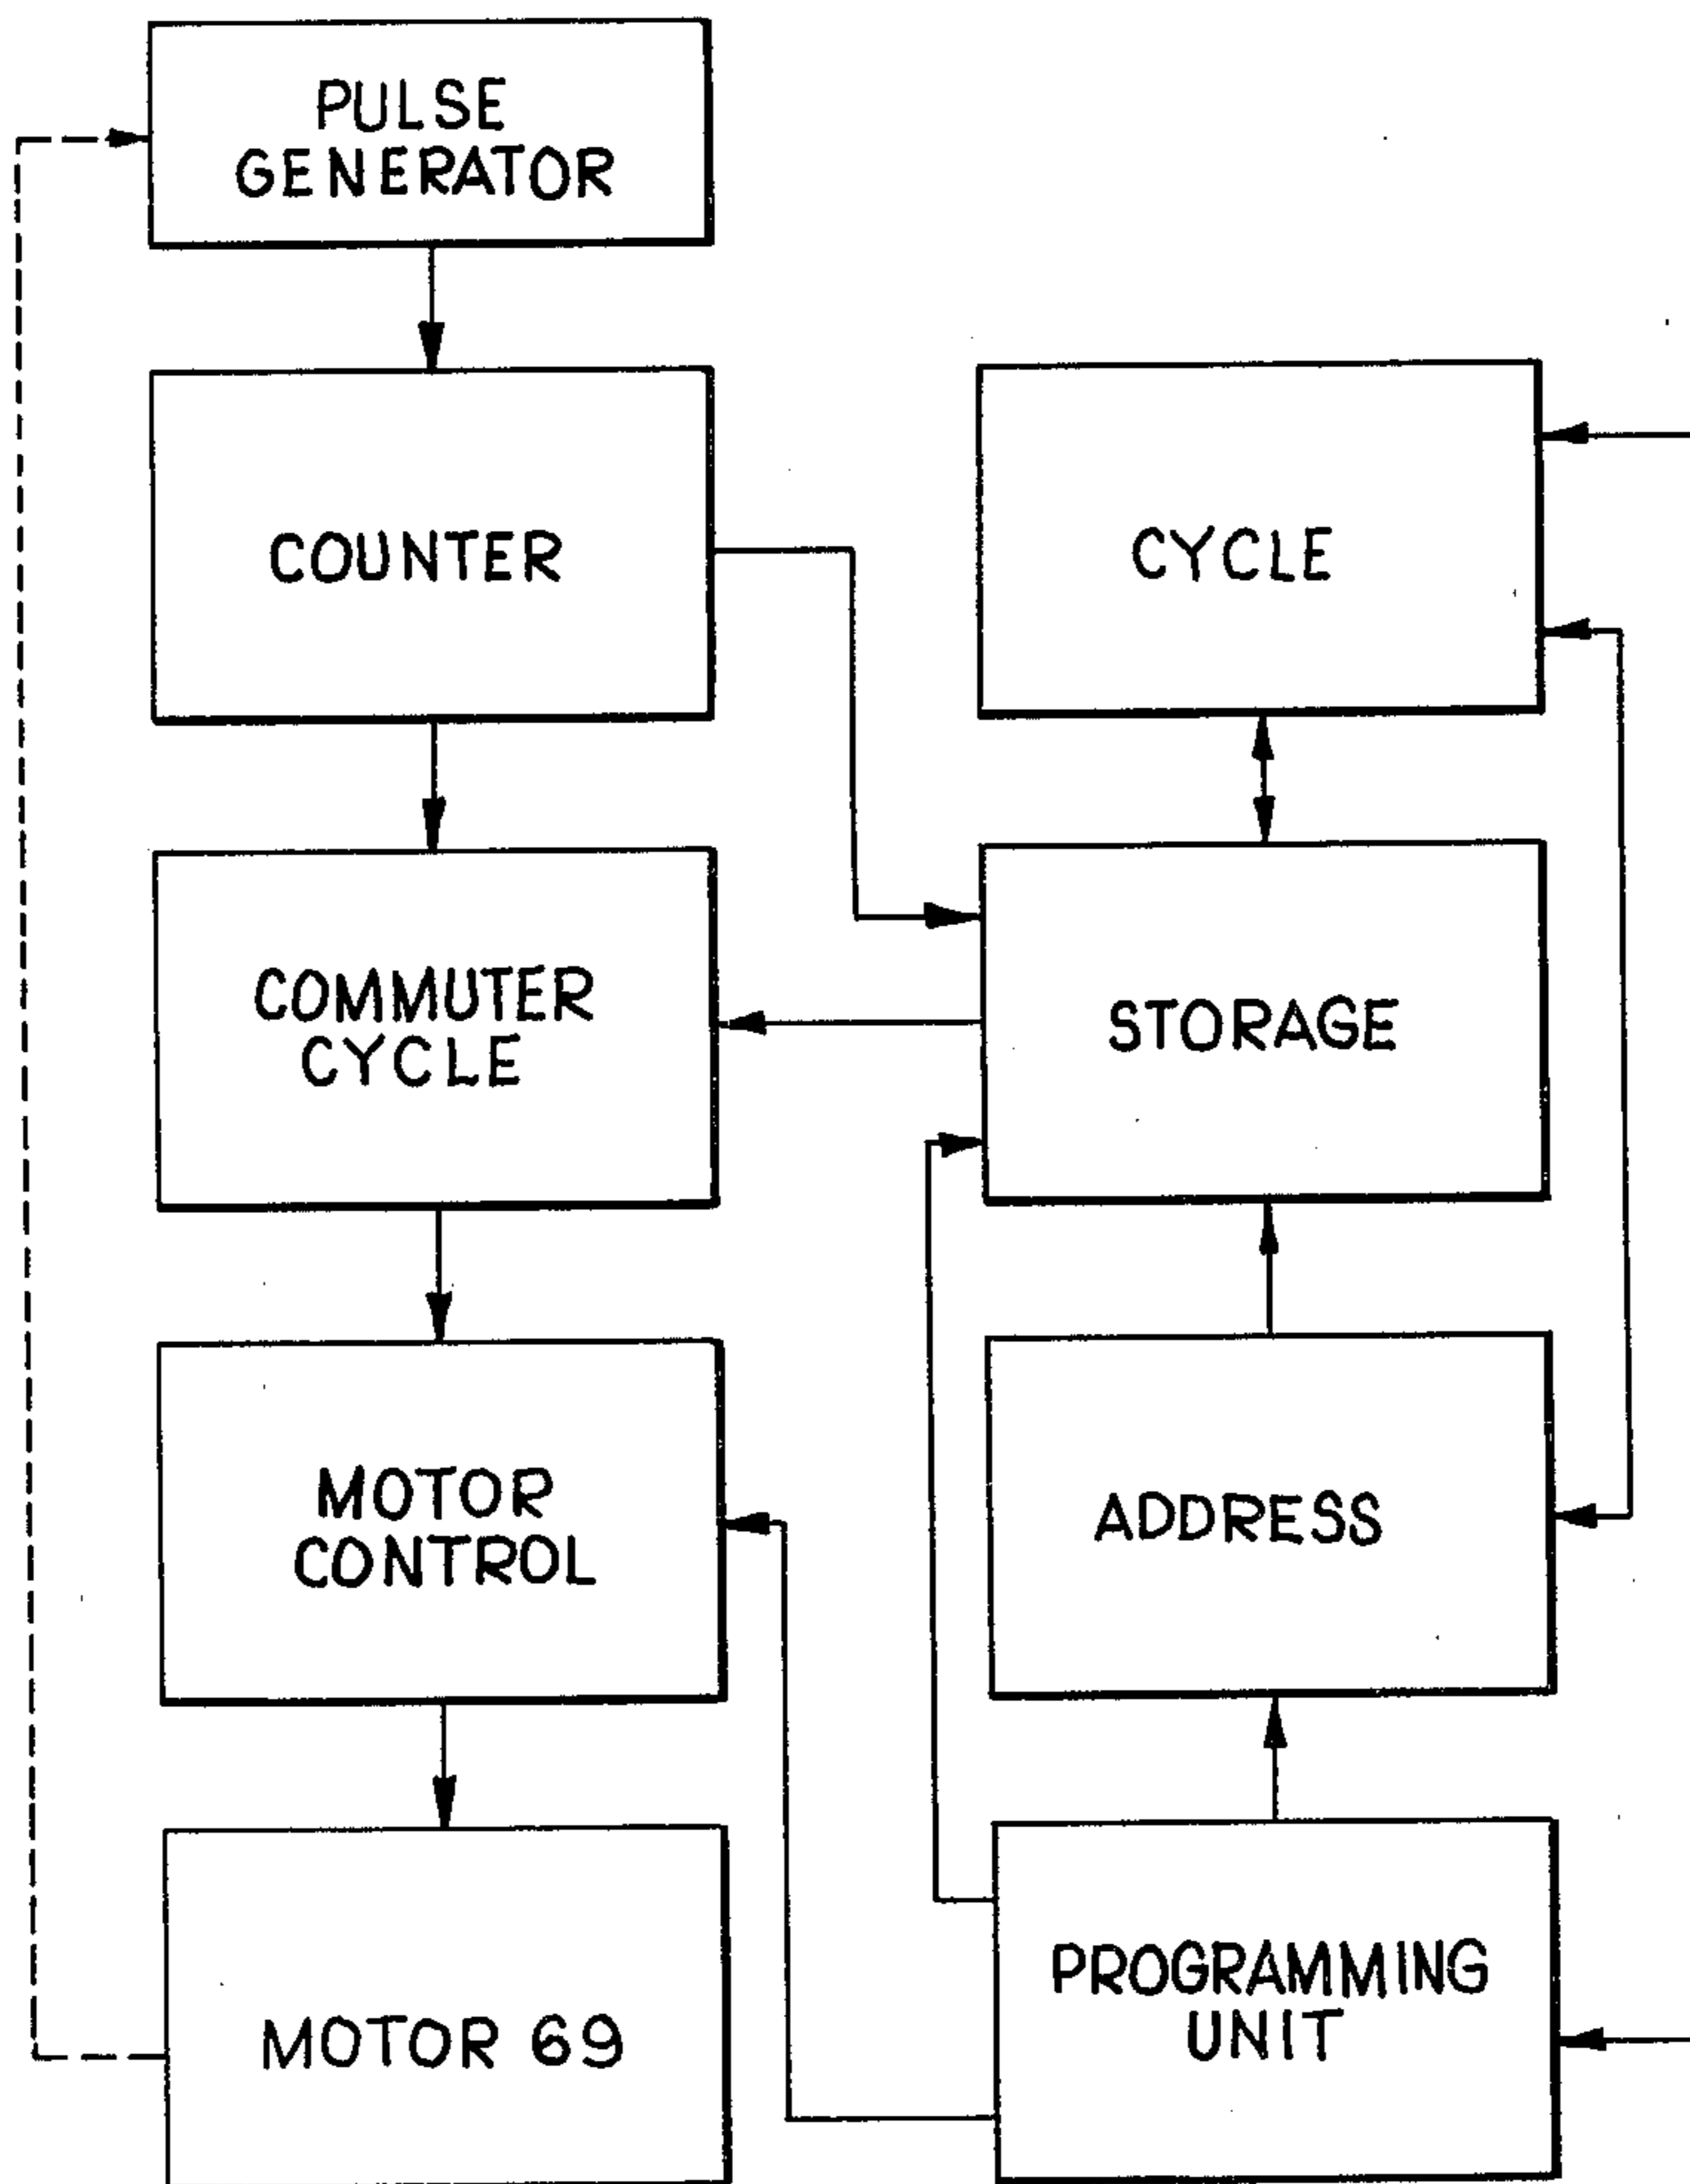 PULSE
GENERATOR
COUNTER
CYCLE
COMMUTER
CYCLE
STORAGE
MOTOR
CONTROL
ADDRESS
MOTOR 69
PROGRAMMING
UNIT